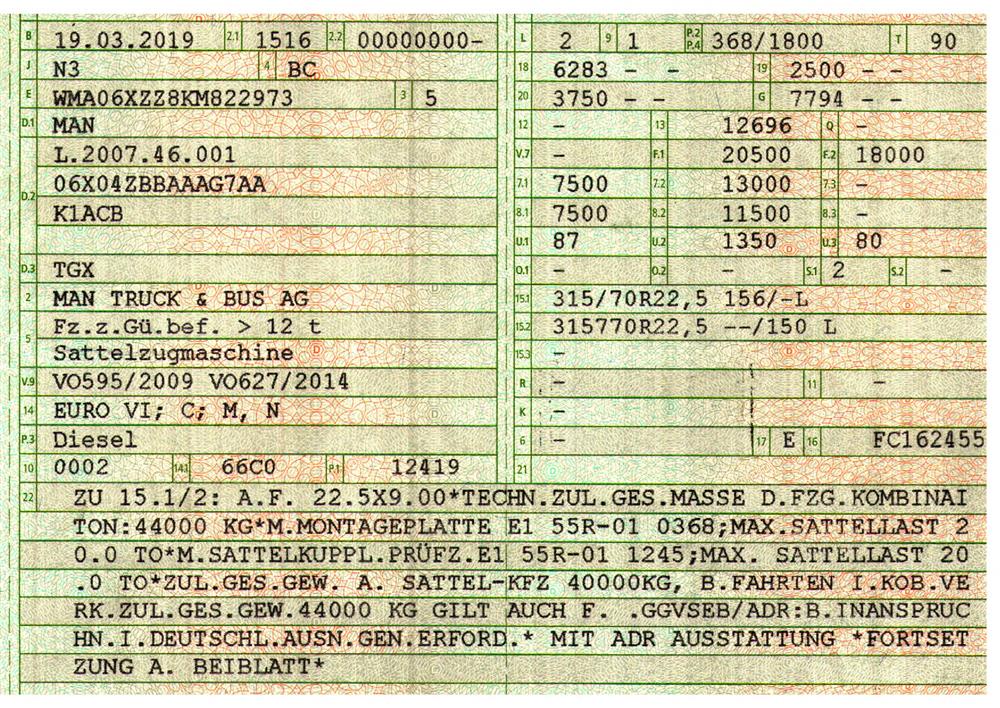 B 19.03.2019 2.1 1516 2.2 00000000-
J N3 4 BC
E WMA06XZZ8KM822973 3 5
D.1 MAN
L.2007.46.001
D.2 06X04ZBBAAAG7AA
K1ACB
D.3 TGX
2 MAN TRUCK & BUS AG
5 Fz.z.Gü.bef. > 12 t
Sattelzugmaschine
V.9 VO595/2009 VO627/2014
14 EURO VI; C; M, N
P.3 Diesel
10 0002 14.1 66C0 P.1 12419
L 2 9 1 P.2 P.4 368/1800 T 90
18 6283 - - 19 2500 - -
20 3750 - - G 7794 - -
12 - 13 12696 Q -
V.7 - F.1 20500 F.2 18000
7.1 7500 7.2 13000 7.3 -
8.1 7500 8.2 11500 8.3 -
U.1 87 U.2 1350 U.3 80
O.1 - O.2 - S.1 2 S.2 -
15.1 315/70R22,5 156/-L
15.2 315770R22,5 --/150 L
15.3 -
R - 11 -
K -
6 - 17 E 16 FC162455
21
22 ZU 15.1/2: A.F. 22.5X9.00*TECHN.ZUL.GES.MASSE D.FZG.KOMBINAI
TON:44000 KG*M.MONTAGEPLATTE E1 55R-01 0368;MAX.SATTELLAST 2
0.0 TO*M.SATTELKUPPL.PRÜFZ.E1 55R-01 1245;MAX. SATTELLAST 20
.0 TO*ZUL.GES.GEW. A. SATTEL-KFZ 40000KG, B.FAHRTEN I.KOB.VE
RK.ZUL.GES.GEW.44000 KG GILT AUCH F. .GGVSEB/ADR:B.INANSPRUC
HN.I.DEUTSCHL.AUSN.GEN.ERFORD.* MIT ADR AUSSTATTUNG *FORTSET
ZUNG A. BEIBLATT*